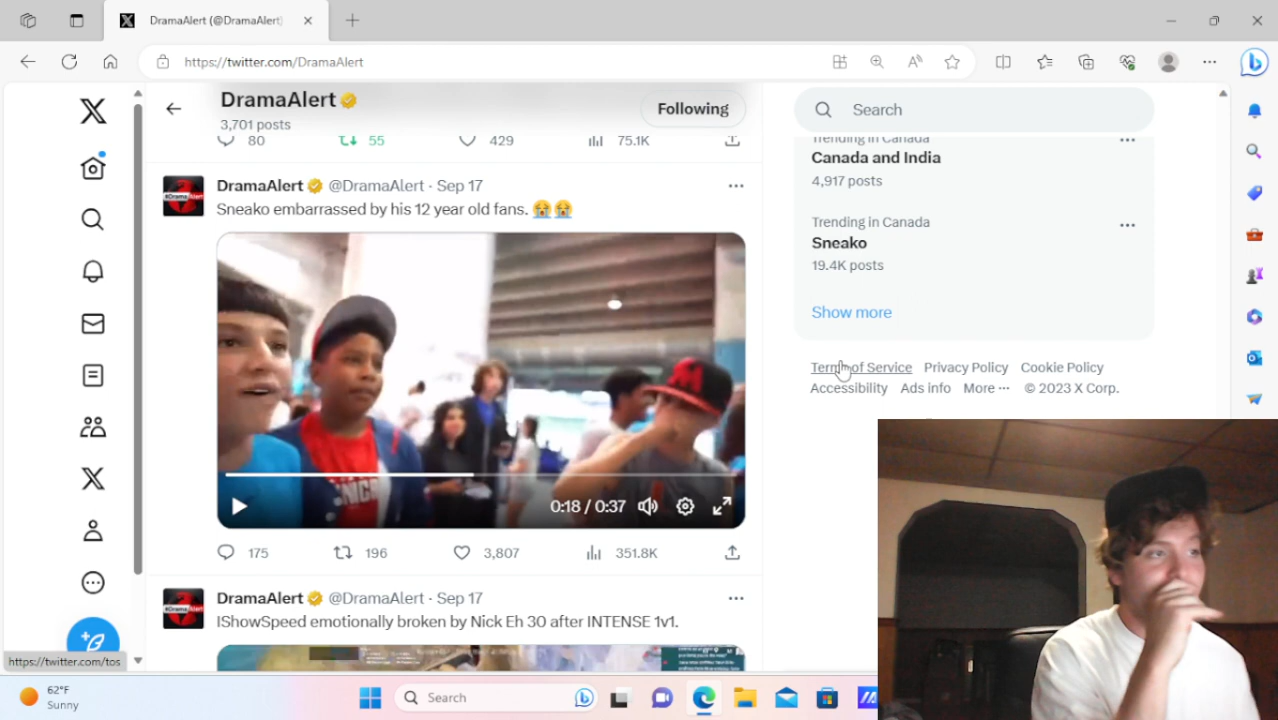 DramaAlert (@DramaAlert)
https://twitter.com/DramaAlert
DramaAlert
3,701 posts
Following
80
55
429
75.1K
DramaAlert @DramaAlert · Sep 17
Sneako embarrassed by his 12 year old fans. 😭😭
0:18 / 0:37
175
196
3,807
351.8K
DramaAlert @DramaAlert · Sep 17
IShowSpeed emotionally broken by Nick Eh 30 after INTENSE 1v1.
Search
Trending in Canada
Canada and India
4,917 posts
Trending in Canada
Sneako
19.4K posts
Show more
Terms of Service Privacy Policy Cookie Policy
Accessibility Ads info More ··· © 2023 X Corp.
https://twitter.com/tos
62°F
Sunny
Search